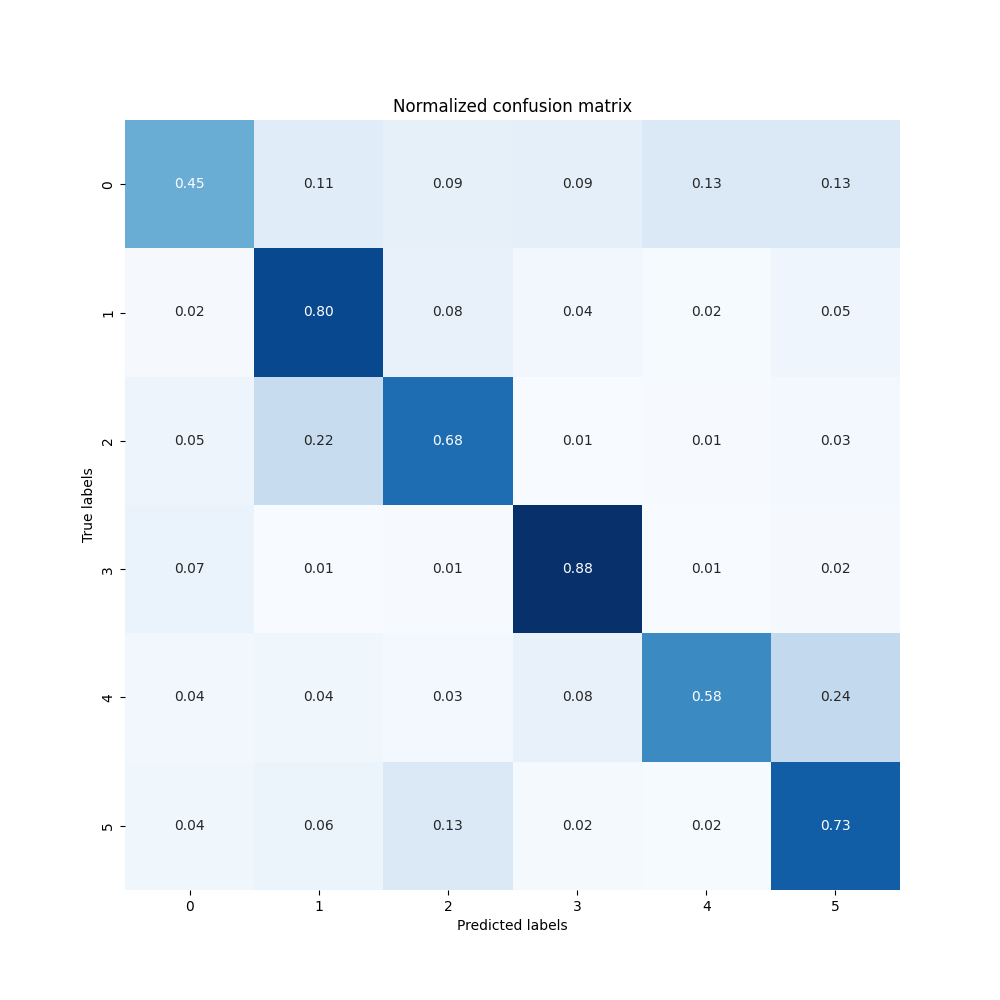 Normalized confusion matrix
0 0.45 0.11 0.09 0.09 0.13 0.13
1 0.02 0.80 0.08 0.04 0.02 0.05
2 0.05 0.22 0.68 0.01 0.01 0.03
True labels
3 0.07 0.01 0.01 0.88 0.01 0.02
4 0.04 0.04 0.03 0.08 0.58 0.24
5 0.04 0.06 0.13 0.02 0.02 0.73
0 1 2 3 4 5
Predicted labels